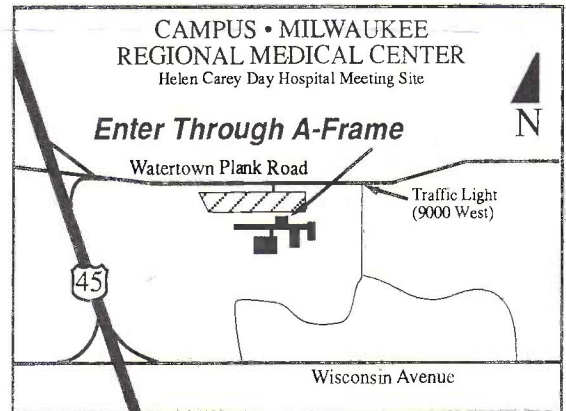 CAMPUS • MILWAUKEE
REGIONAL MEDICAL CENTER
Helen Carey Day Hospital Meeting Site
Enter Through A-Frame
N
Watertown Plank Road
Traffic Light
(9000 West)
45
Wisconsin Avenue